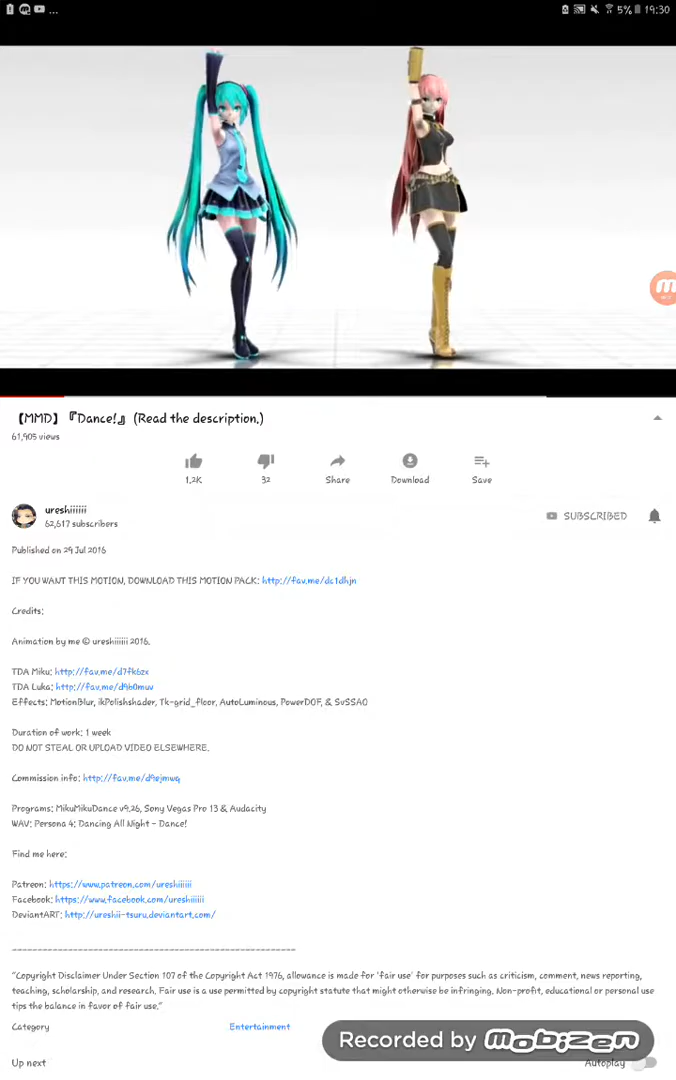 ... 5% 19:30
【MMD】『Dance!』 (Read the description.)
61,905 views
1.2K 32 Share Download Save
ureshiiiiii
62,617 subscribers
SUBSCRIBED
Published on 29 Jul 2016
IF YOU WANT THIS MOTION, DOWNLOAD THIS MOTION PACK: http://fav.me/dc1dhjn
Credits:
Animation by me © ureshiiiiii 2016.
TDA Miku: http://fav.me/d7fk6zx
TDA Luka: http://fav.me/d9b0muv
Effects: MotionBlur, ikPolishshader, Tk-grid_floor, AutoLuminous, PowerDOF, & SvSSAO
Duration of work: 1 week
DO NOT STEAL OR UPLOAD VIDEO ELSEWHERE.
Commission info: http://fav.me/d9ejmwq
Programs: MikuMikuDance v9.26, Sony Vegas Pro 13 & Audacity
WAV: Persona 4: Dancing All Night - Dance!
Find me here:
Patreon: https://www.patreon.com/ureshiiiiii
Facebook: https://www.facebook.com/ureshiiiiii
DeviantART: http://ureshii-tsuru.deviantart.com/
"Copyright Disclaimer Under Section 107 of the Copyright Act 1976, allowance is made for 'fair use' for purposes such as criticism, comment, news reporting,
teaching, scholarship, and research. Fair use is a use permitted by copyright statute that might otherwise be infringing. Non-profit, educational or personal use
tips the balance in favor of fair use."
Category Entertainment
Recorded by mobizen
Up next Autoplay